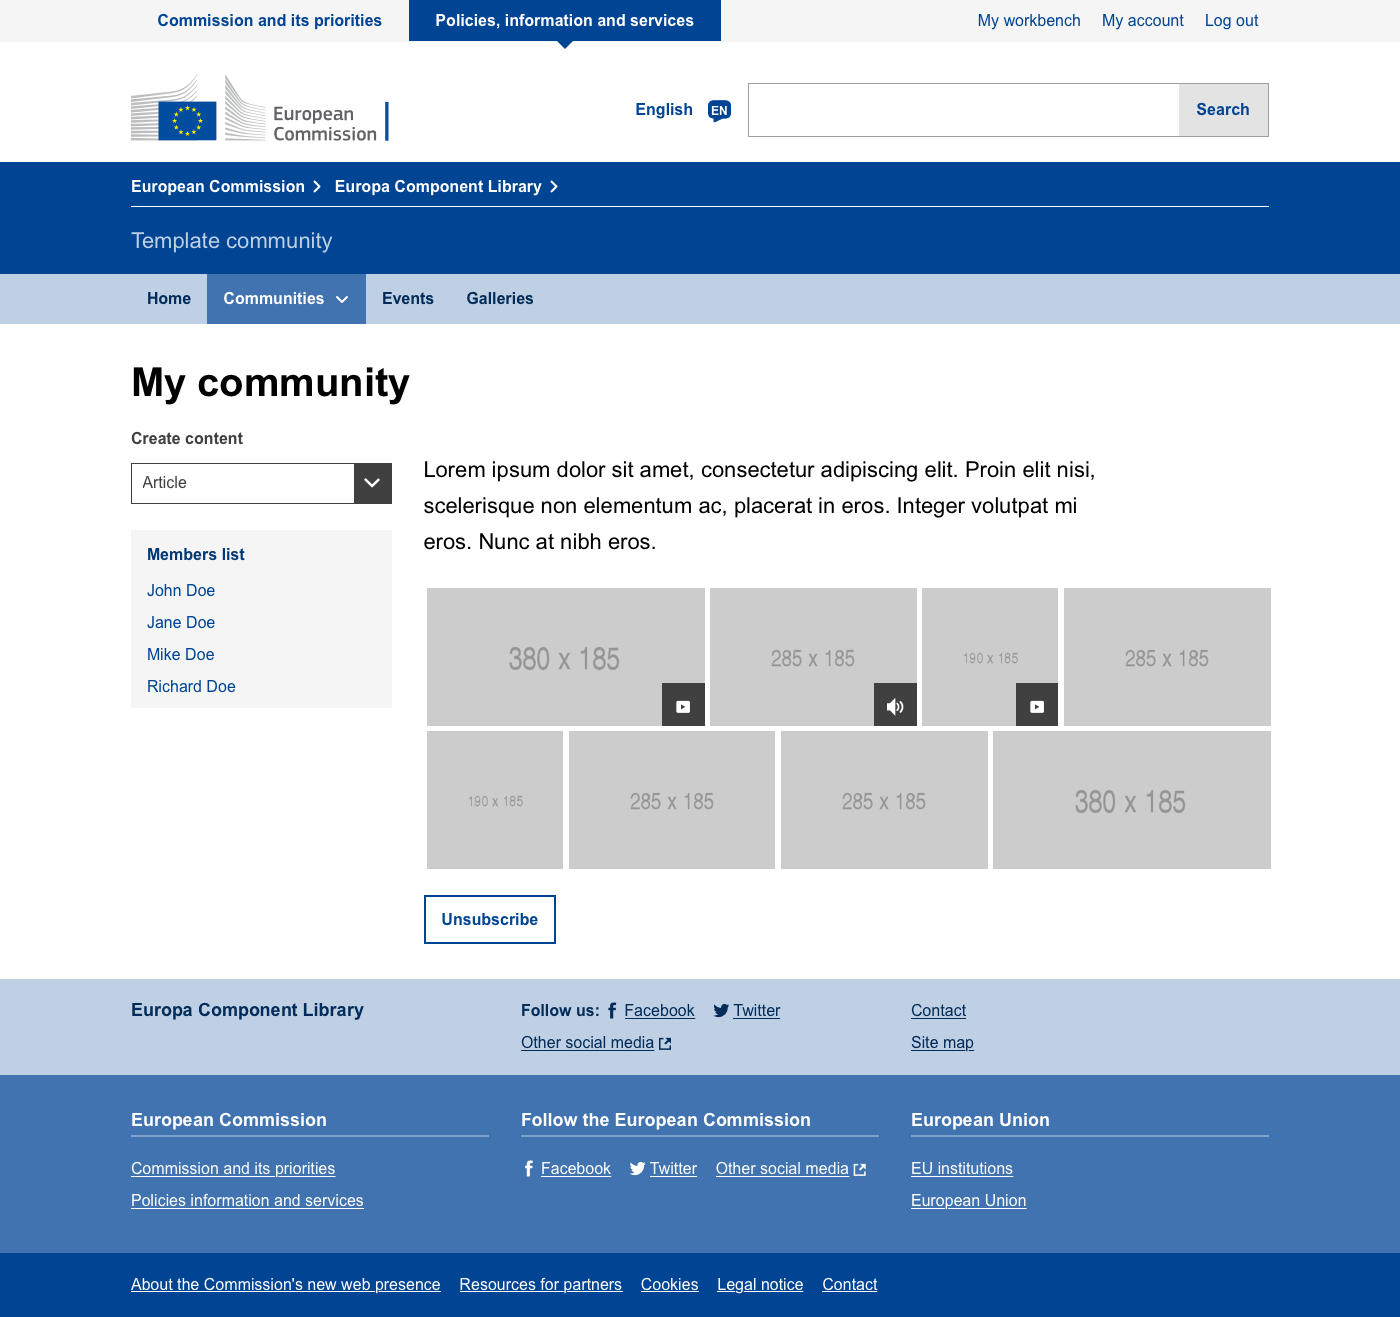 Commission and its priorities
Policies, information and services
My workbench
My account
Log out
European
Commission
English
EN
Search
European Commission
Europa Component Library
Template community
Home
Communities
Events
Galleries
My community
Create content
Article
Members list
John Doe
Jane Doe
Mike Doe
Richard Doe
Lorem ipsum dolor sit amet, consectetur adipiscing elit. Proin elit nisi,
scelerisque non elementum ac, placerat in eros. Integer volutpat mi
eros. Nunc at nibh eros.
380 x 185
285 x 185
190 x 185
285 x 185
190 x 185
285 x 185
285 x 185
380 x 185
Unsubscribe
Europa Component Library
Follow us: Facebook Twitter
Other social media
Contact
Site map
European Commission
Commission and its priorities
Policies information and services
Follow the European Commission
Facebook Twitter Other social media
European Union
EU institutions
European Union
About the Commission's new web presence Resources for partners Cookies Legal notice Contact